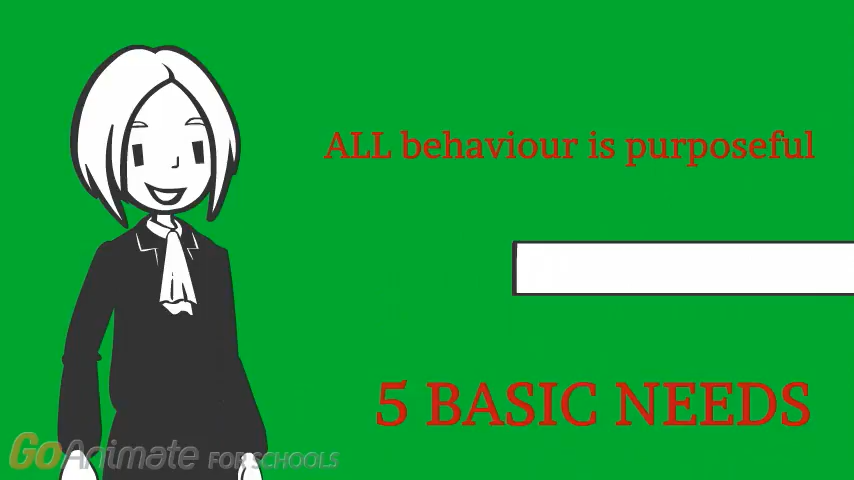 ALL behaviour is purposeful
5 BASIC NEEDS
GoAnimate FOR SCHOOLS